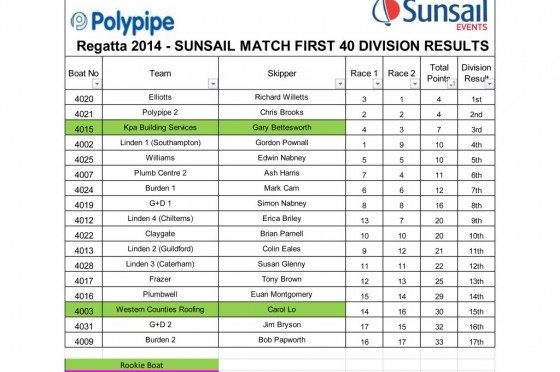 Polypipe
Sunsail
EVENTS
Regatta 2014 - SUNSAIL MATCH FIRST 40 DIVISION RESULTS
Boat No Team Skipper Race 1 Race 2 Total Points Division Result
4020 Elliotts Richard Willetts 3 1 4 1st
4021 Polypipe 2 Chris Brooks 2 2 4 2nd
4015 Kpa Building Services Gary Bettesworth 4 3 7 3rd
4002 Linden 1 (Southampton) Gordon Pownall 1 9 10 4th
4025 Williams Edwin Nabney 5 5 10 5th
4007 Plumb Centre 2 Ash Harris 7 4 11 6th
4024 Burden 1 Mark Cam 6 6 12 7th
4019 G+D 1 Simon Nabney 8 8 16 8th
4012 Linden 4 (Chilterns) Erica Briley 13 7 20 9th
4022 Claygate Brian Parnell 10 10 20 10th
4013 Linden 2 (Guildford) Colin Eales 9 12 21 11th
4028 Linden 3 (Caterham) Susan Glenny 11 11 22 12th
4017 Frazer Tony Brown 12 13 25 13th
4016 Plumbwell Euan Montgomery 15 14 29 14th
4003 Western Counties Roofing Carol Lo 14 16 30 15th
4031 G+D 2 Jim Bryson 17 15 32 16th
4009 Burden 2 Bob Papworth 16 17 33 17th
Rookie Boat